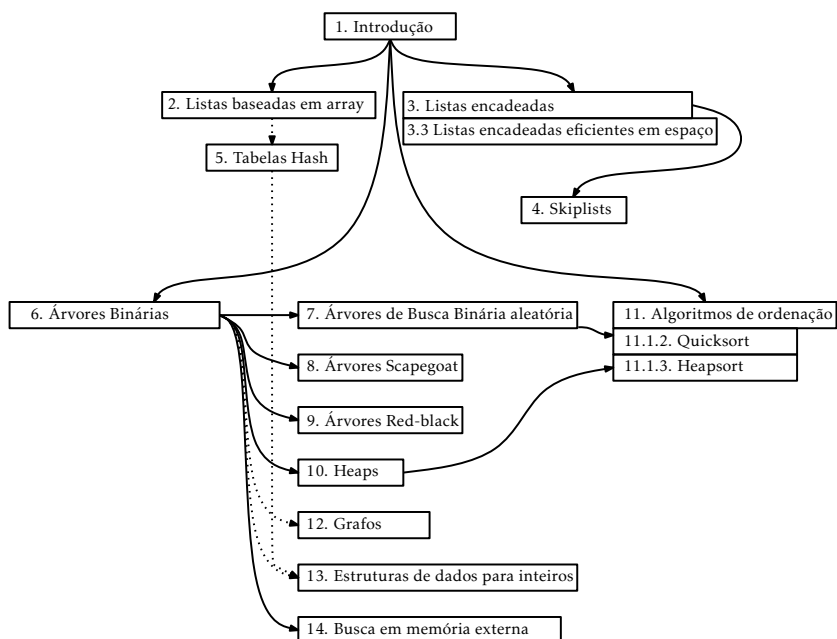 1. Introdução
2. Listas baseadas em array
3. Listas encadeadas
3.3 Listas encadeadas eficientes em espaço
5. Tabelas Hash
4. Skiplists
6. Árvores Binárias
7. Árvores de Busca Binária aleatória
11. Algoritmos de ordenação
11.1.2. Quicksort
11.1.3. Heapsort
8. Árvores Scapegoat
9. Árvores Red-black
10. Heaps
12. Grafos
13. Estruturas de dados para inteiros
14. Busca em memória externa